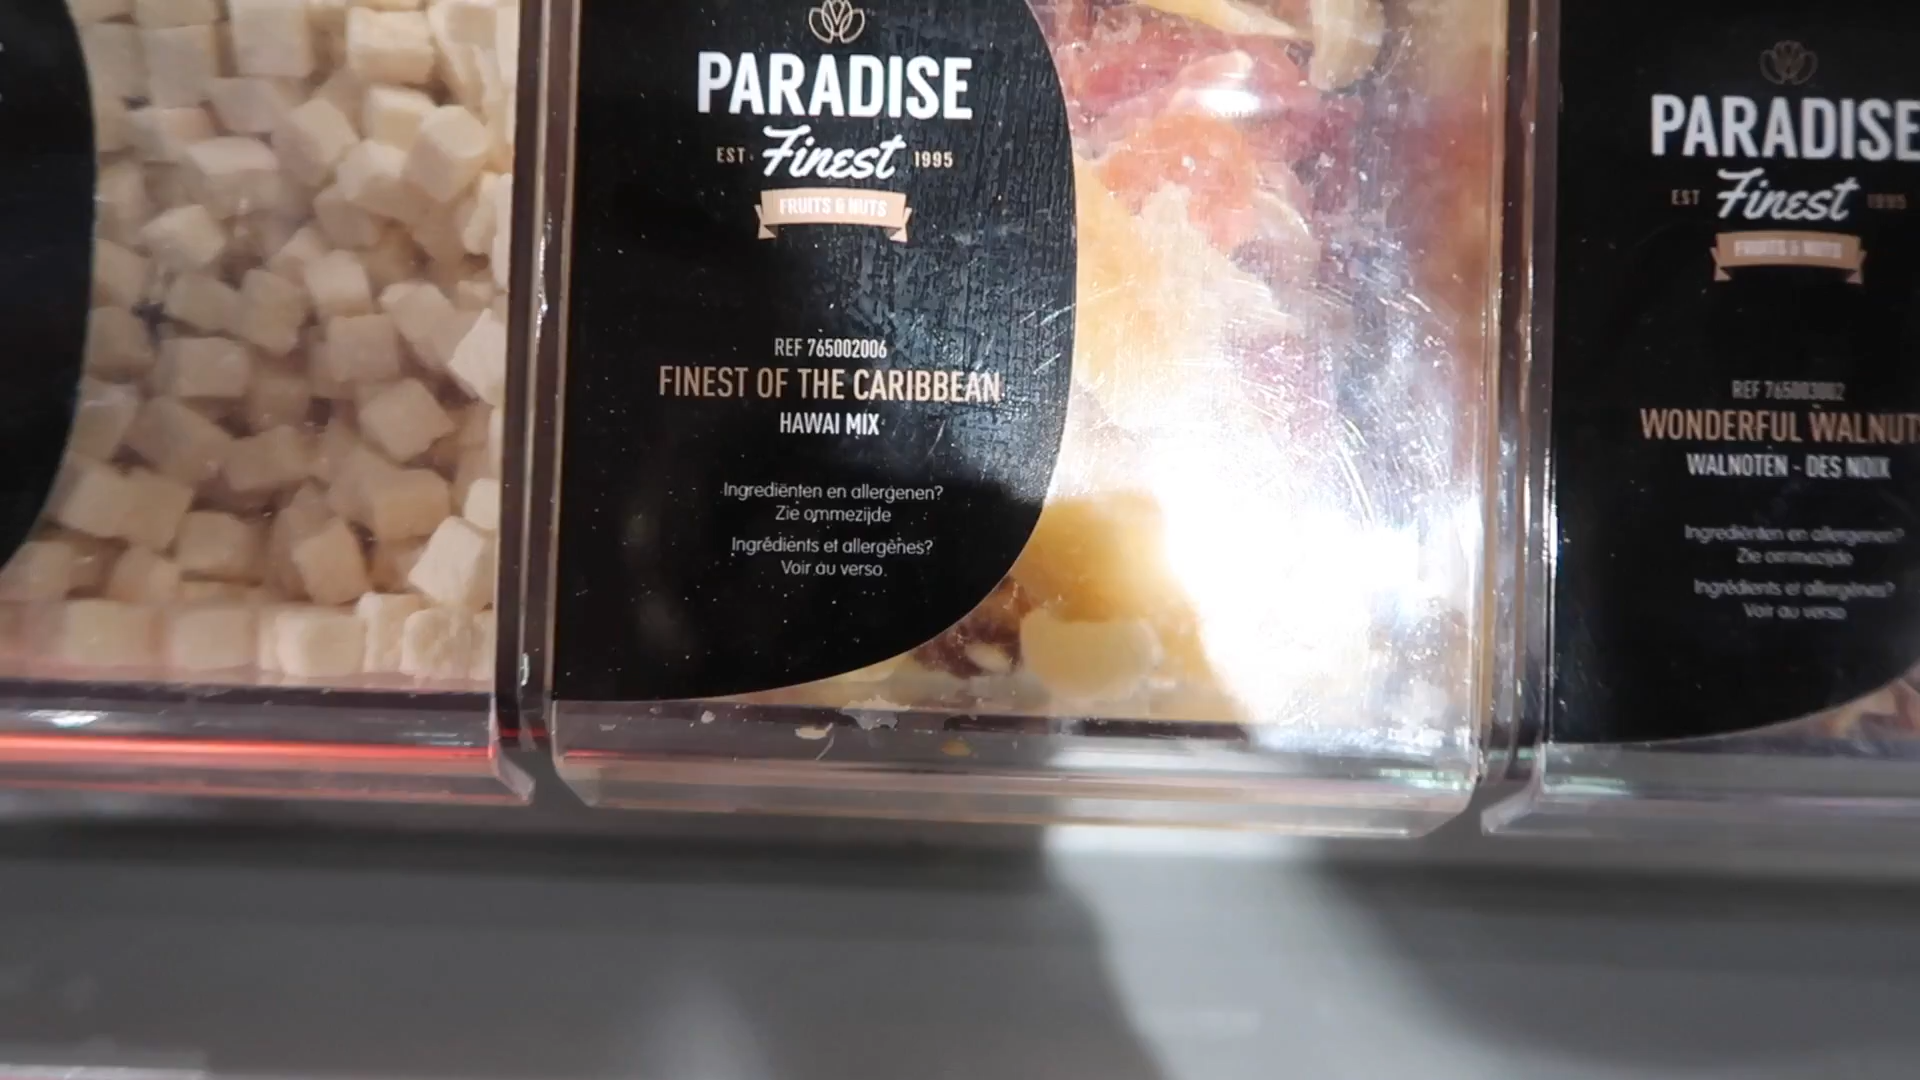 PARADISE
EST. Finest 1995
FRUITS & NUTS
REF 765002006
FINEST OF THE CARIBBEAN
HAWAI MIX
Ingrediënten en allergenen?
Zie ommezijde
Ingrédients et allergènes?
Voir au verso.
PARADISE
EST Finest 1995
FRUITS & NUTS
REF 765003002
WONDERFUL WALNUT
WALNOTEN - DES NOIX
Ingrediënten en allergenen?
Zie ommezijde
Ingrédients et allergènes?
Voir au verso